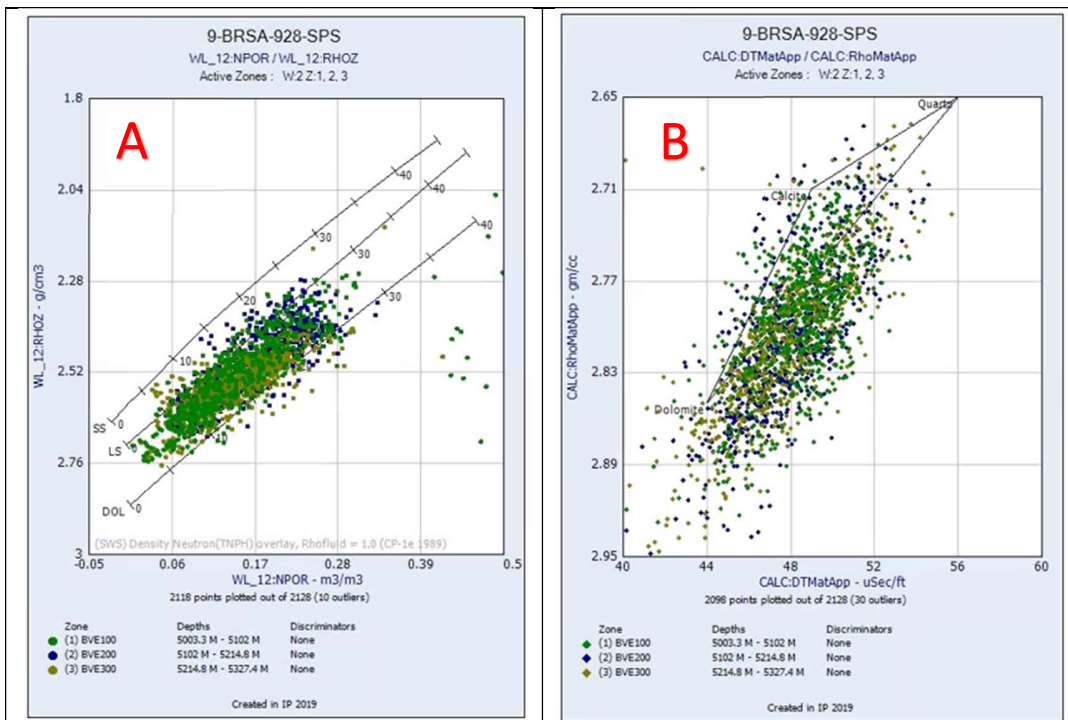 9-BRSA-928-SPS
WL_12:NPOR / WL_12:RHOZ
Active Zones : W:2 Z:1, 2, 3
A
1.8
2.04
2.28
2.52
2.76
3
WL_12:RHOZ - g/cm3
40
40
40
30
30
30
20
10
10
SS
0
LS
0
DOL
0
(SWS) Density Neutron(TNPH) overlay, Rhofluid = 1.0 (CP-1e 1989)
-0.05
0.06
0.17
0.28
0.39
0.5
WL_12:NPOR - m3/m3
2118 points plotted out of 2128 (10 outliers)
Zone Depths Discriminators
(1) BVE100 5003.3 M - 5102 M None
(2) BVE200 5102 M - 5214.8 M None
(3) BVE300 5214.8 M - 5327.4 M None
Created in IP 2019
9-BRSA-928-SPS
CALC:DTMatApp / CALC:RhoMatApp
Active Zones : W:2 Z:1, 2, 3
B
2.65
2.71
2.77
2.83
2.89
2.95
CALC:RhoMatApp - gm/cc
Quartz
Calcite
Dolomite
40
44
48
52
56
60
CALC:DTMatApp - uSec/ft
2098 points plotted out of 2128 (30 outliers)
Zone Depths Discriminators
(1) BVE100 5003.3 M - 5102 M None
(2) BVE200 5102 M - 5214.8 M None
(3) BVE300 5214.8 M - 5327.4 M None
Created in IP 2019